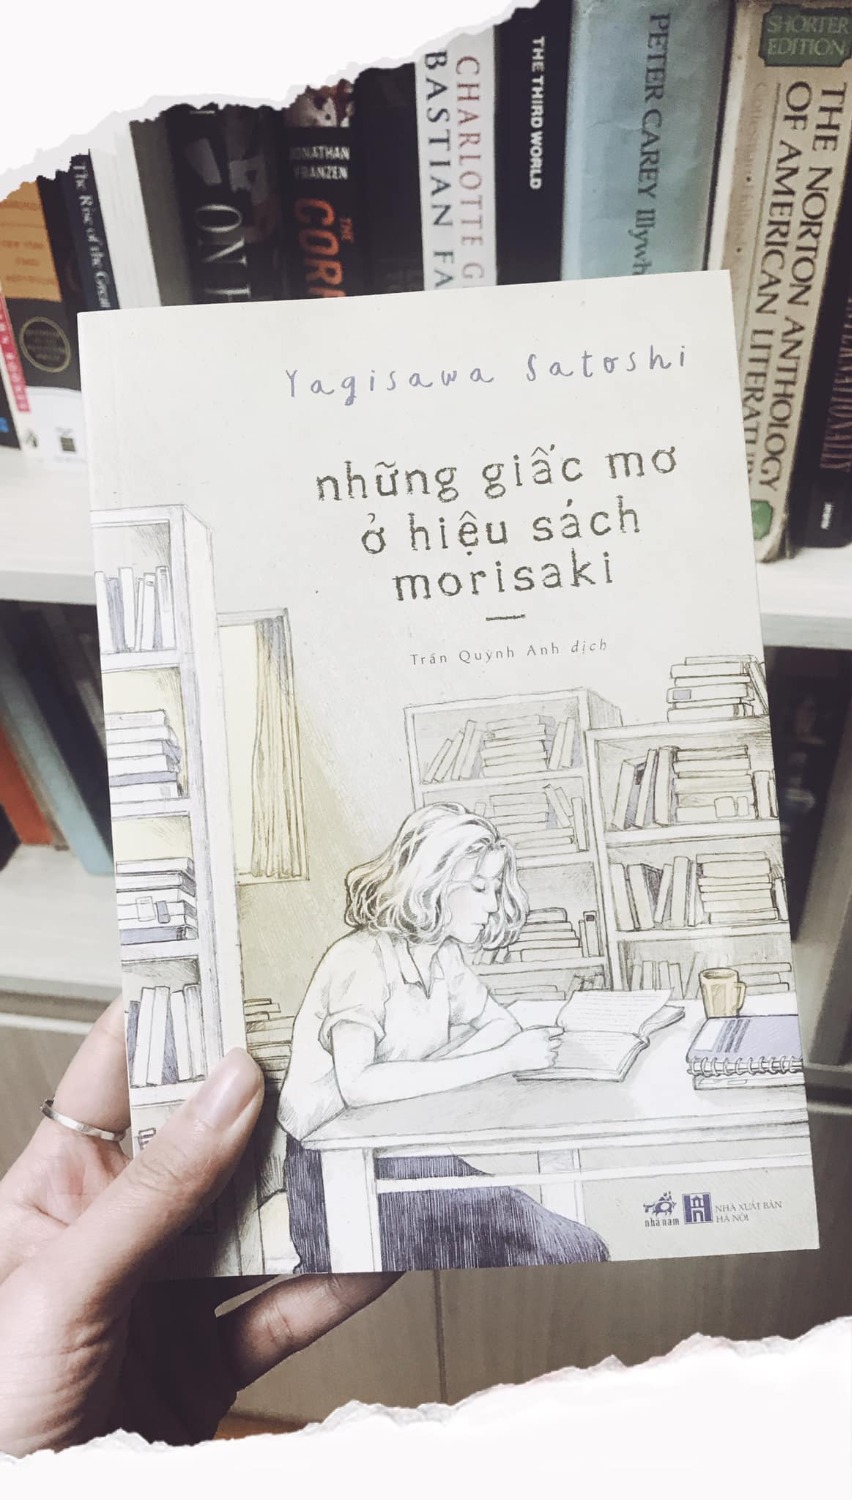 SHORTER
EDITION
THE NORTON ANTHOLOGY
OF AMERICAN
PETER CAREY
THE THIRD WORLD
CHARLOTTE
BASTIAN
JONATHAN
FRANZEN
THE
ON
The Rise of the Great
Yagisawa Satoshi
những giấc mơ
ở hiệu sách
morisaki
Trần Quỳnh Anh dịch
nhã nam
NHÀ XUẤT BẢN
HÀ NỘI